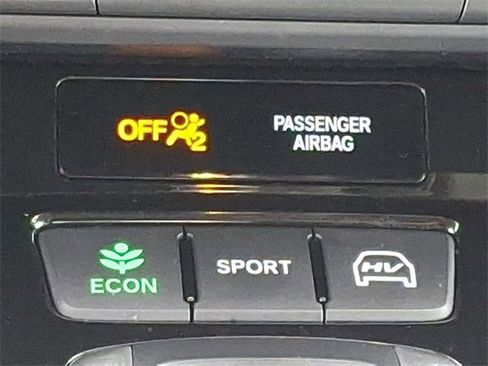 OFF 2
PASSENGER
AIRBAG
ECON
SPORT
HV